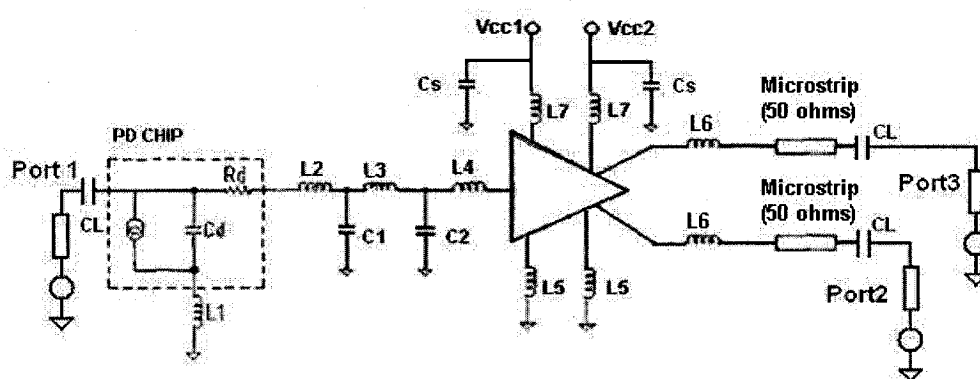 Vcc1
Vcc2
Cs
Cs
L7
L7
Microstrip
(50 ohms)
L6
CL
PD CHIP
Port 1
Rd
L2
L3
L4
Port3
CL
Cd
C1
C2
Microstrip
(50 ohms)
L6
CL
L1
L5
L5
Port2